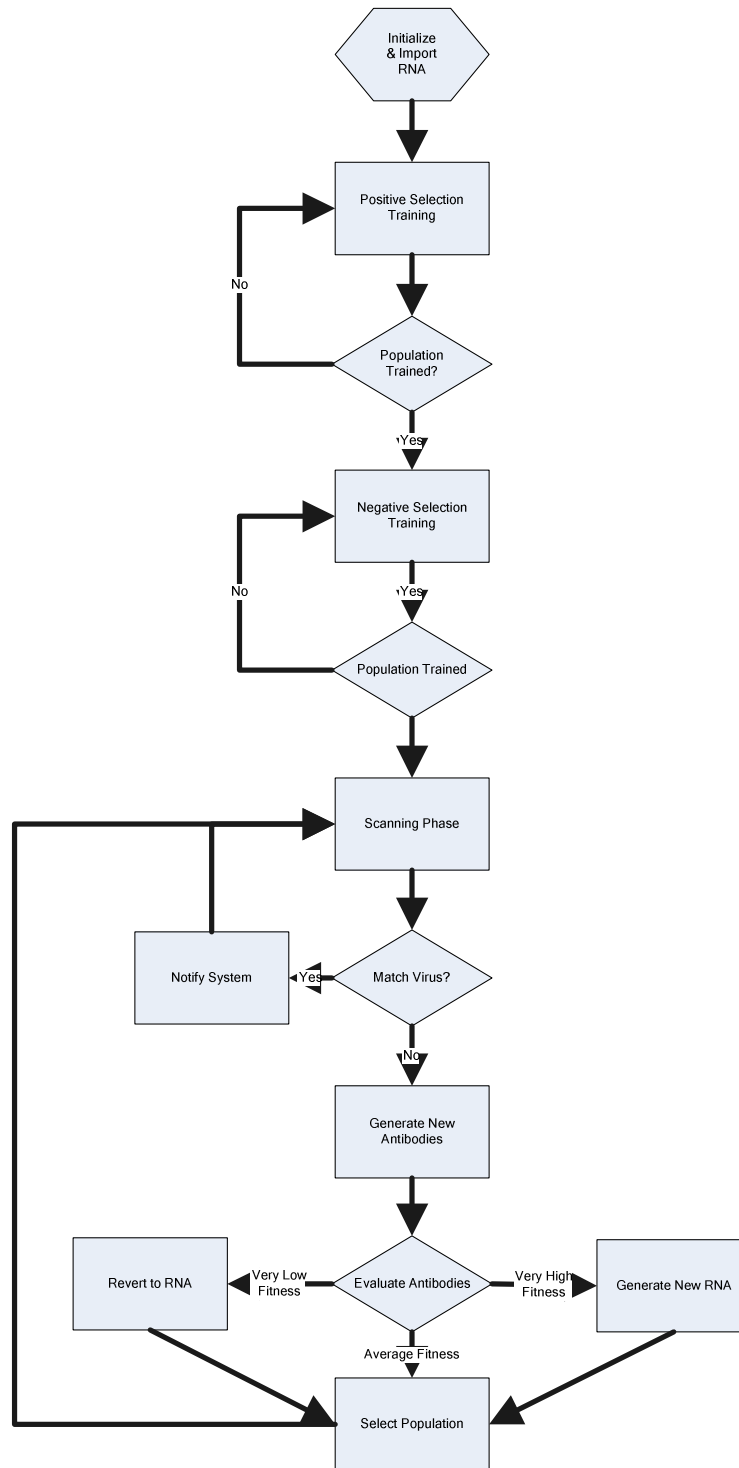 Initialize
& Import
RNA
Positive Selection
Training
No
Population
Trained?
Yes
Negative Selection
Training
No
Yes
Population Trained
Scanning Phase
Notify System
Yes
Match Virus?
No
Generate New
Antibodies
Revert to RNA
Very Low
Fitness
Evaluate Antibodies
Very High
Fitness
Generate New RNA
Average Fitness
Select Population